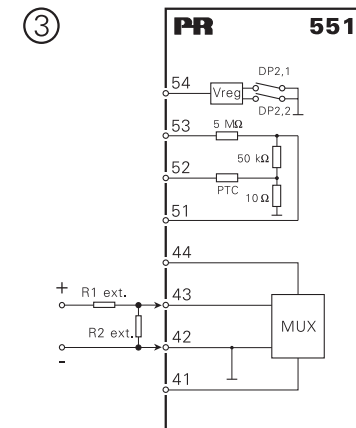 3
PR 551
54
Vreg
DP2,1
DP2,2
53
5 MΩ
50 kΩ
52
PTC
10 Ω
51
44
+
R1 ext.
43
MUX
R2 ext.
42
-
41